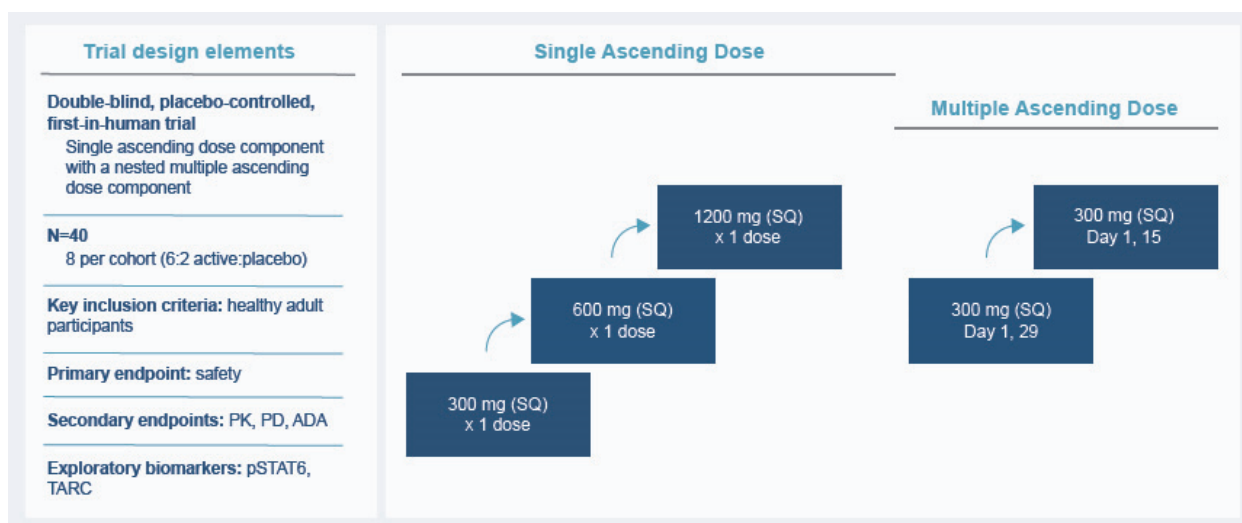 Trial design elements
Double-blind, placebo-controlled,
first-in-human trial
Single ascending dose component
with a nested multiple ascending
dose component
N=40
8 per cohort (6:2 active:placebo)
Key inclusion criteria: healthy adult
participants
Primary endpoint: safety
Secondary endpoints: PK, PD, ADA
Exploratory biomarkers: pSTAT6,
TARC
Single Ascending Dose
1200 mg (SQ)
x 1 dose
600 mg (SQ)
x 1 dose
300 mg (SQ)
x 1 dose
Multiple Ascending Dose
300 mg (SQ)
Day 1, 15
300 mg (SQ)
Day 1, 29